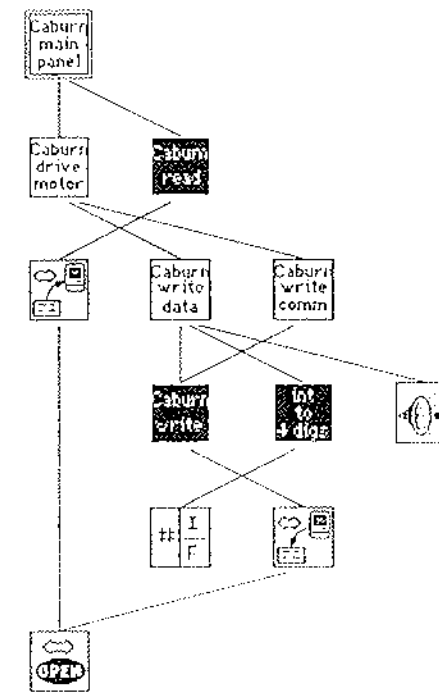 Caburn
main
panel
Caburn
drive
motor
Caburn
read
Caburn
write
data
Caburn
write
comm
Caburn
write
Int
to
4 digs
# I
F
OPEN